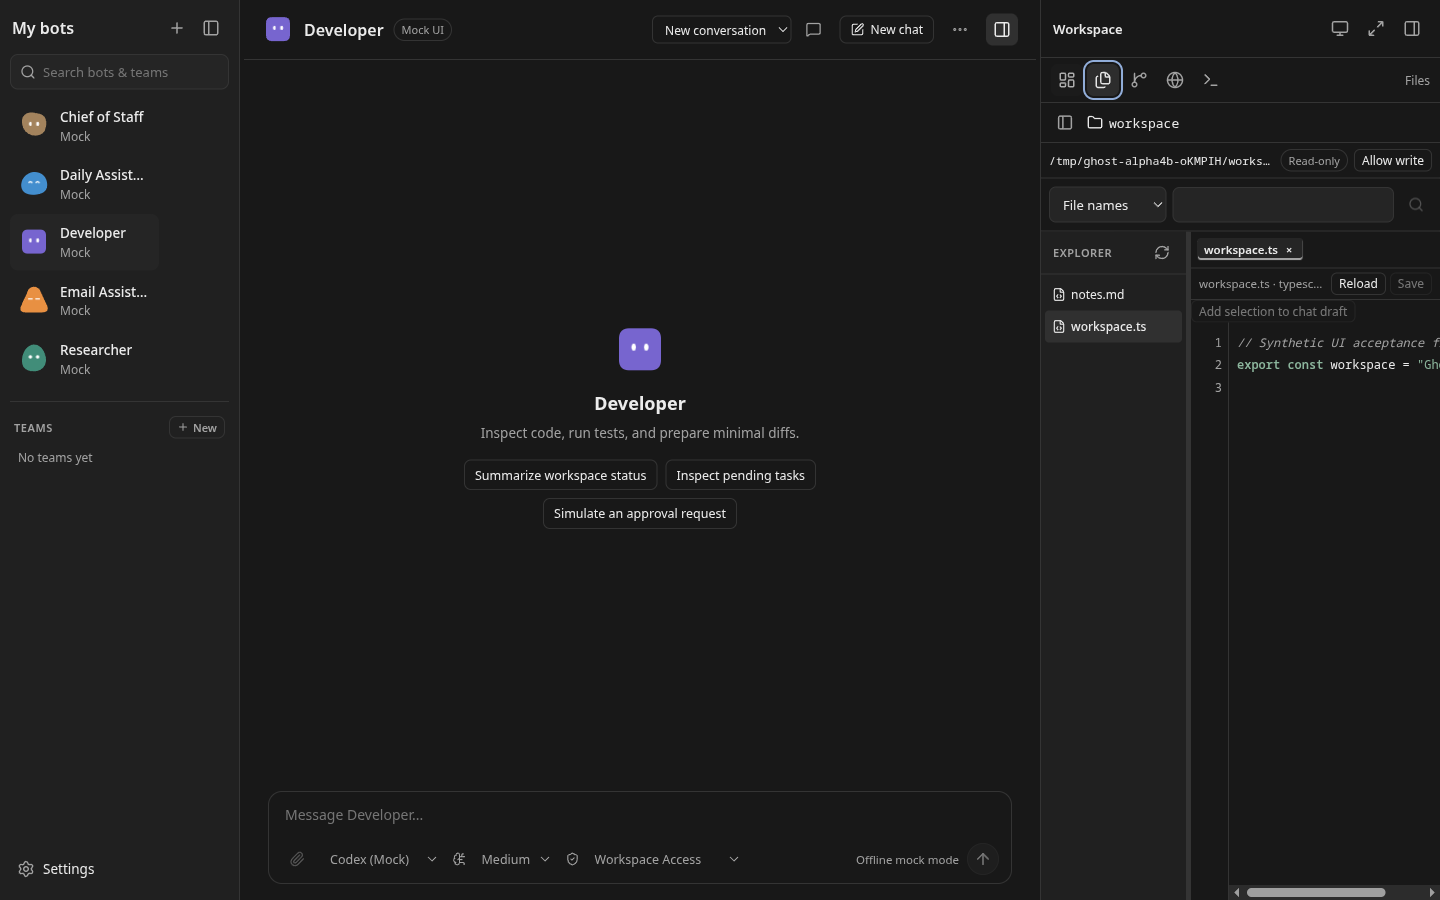 My bots
Search bots & teams
Chief of Staff
Mock
Daily Assist...
Mock
Developer
Mock
Email Assist...
Mock
Researcher
Mock
TEAMS
New
No teams yet
Settings
Developer
Mock UI
New conversation
New chat
Developer
Inspect code, run tests, and prepare minimal diffs.
Summarize workspace status
Inspect pending tasks
Simulate an approval request
Message Developer...
Codex (Mock)
Medium
Workspace Access
Offline mock mode
Workspace
Files
workspace
/tmp/ghost-alpha4b-oKMPIH/works...
Read-only
Allow write
File names
EXPLORER
notes.md
workspace.ts
workspace.ts ×
workspace.ts · typesc...
Reload
Save
Add selection to chat draft
1 // Synthetic UI acceptance f
2 export const workspace = "Gh
3